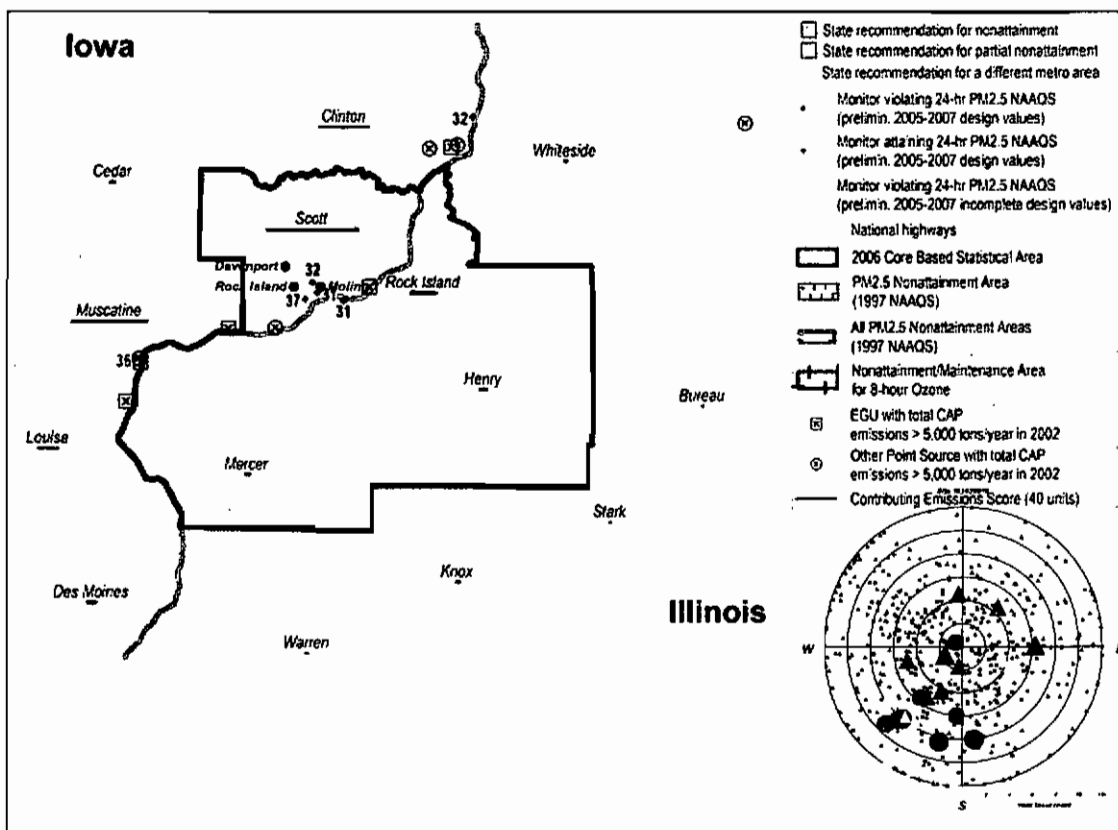 Iowa
State recommendation for nonattainment
State recommendation for partial nonattainment
State recommendation for a different metro area
Monitor violating 24-hr PM2.5 NAAQS
(prelimin. 2005-2007 design values)
Monitor attaining 24-hr PM2.5 NAAQS
(prelimin. 2005-2007 design values)
Monitor violating 24-hr PM2.5 NAAQS
(prelimin. 2005-2007 incomplete design values)
National highways
2006 Core Based Statistical Area
PM2.5 Nonattainment Area
(1997 NAAQS)
All PM2.5 Nonattainment Areas
(1997 NAAQS)
Nonattainment/Maintenance Area
for 8-hour Ozone
EGU with total CAP
emissions > 5,000 tons/year in 2002
Other Point Source with total CAP
emissions > 5,000 tons/year in 2002
Contributing Emissions Score (40 units)
Clinton
32
Whiteside
Cedar
Scott
Davenport
32
Rock Island
Moline
Rock Island
37
31
31
Muscatine
36
Henry
Bureau
Louisa
Mercer
Stark
Knox
Des Moines
Illinois
Warren
W
S